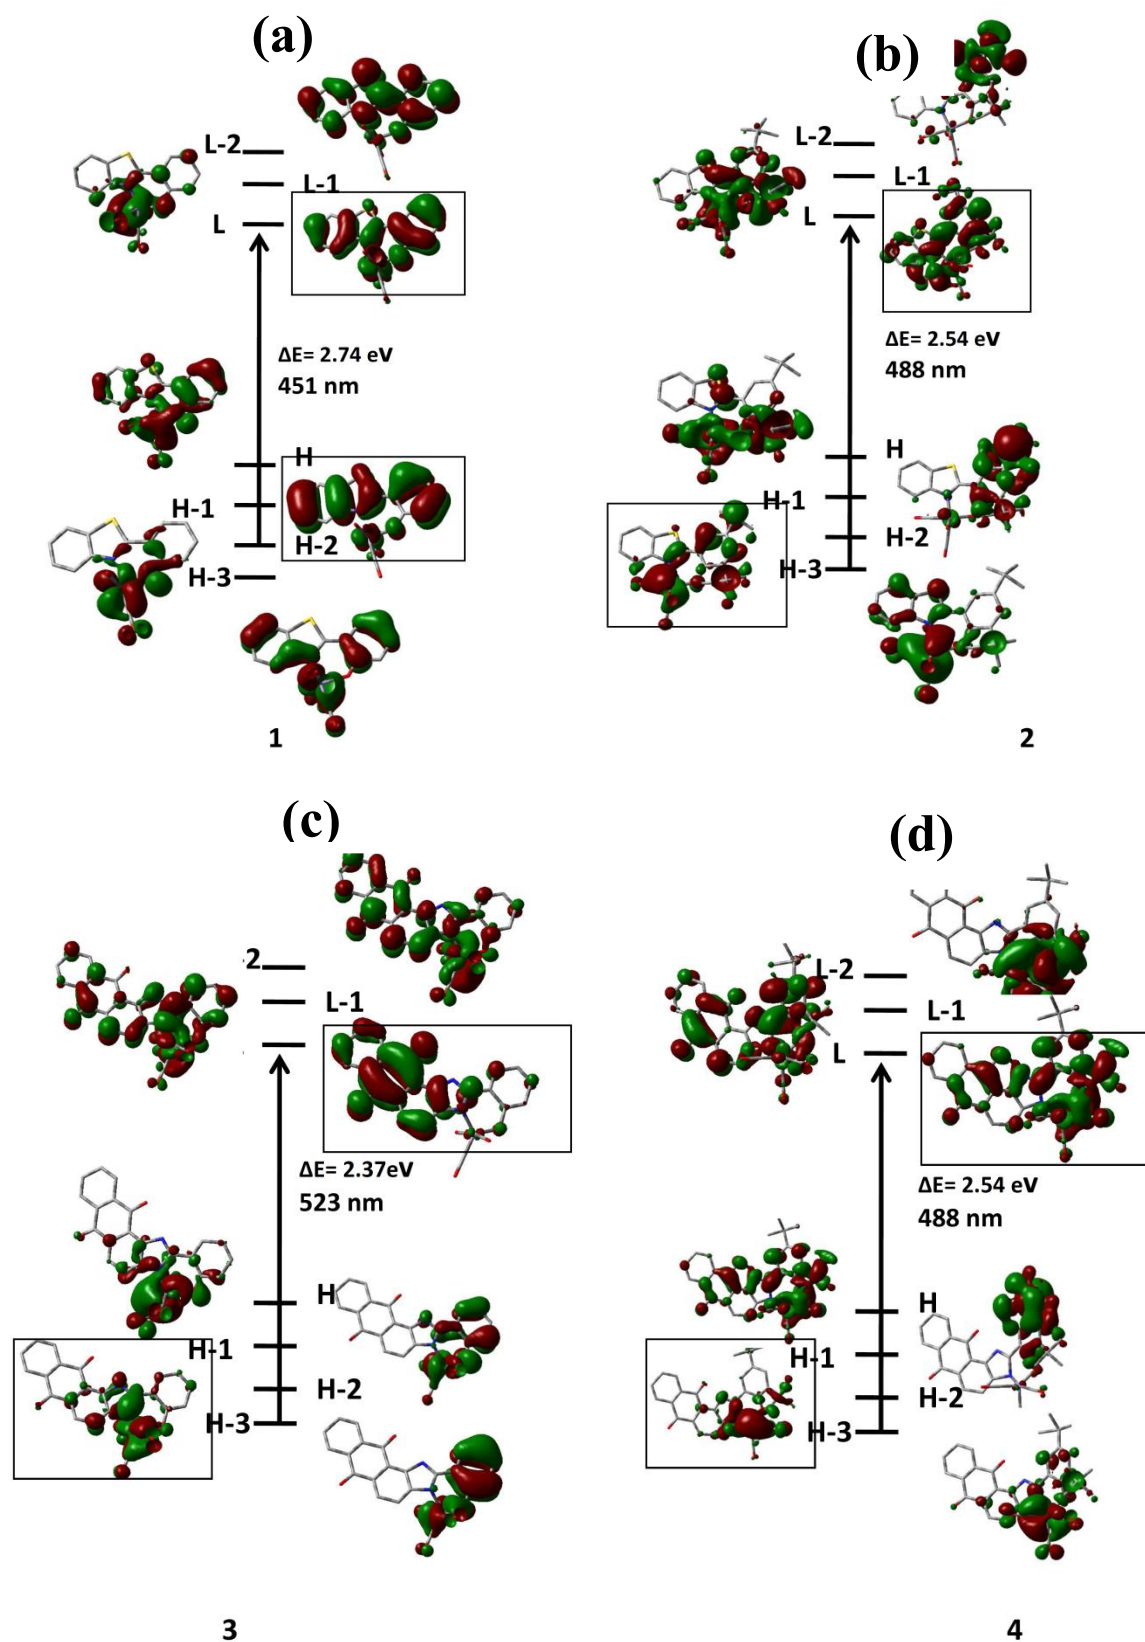 (a)
L-2
L-1
L
ΔE= 2.74 eV
451 nm
H
H-1
H-2
H-3
1
(b)
L-2
L-1
L
ΔE= 2.54 eV
488 nm
H
H-1
H-2
H-3
2
(c)
2
L-1
ΔE= 2.37eV
523 nm
H
H-1
H-2
H-3
3
(d)
L-2
L-1
L
ΔE= 2.54 eV
488 nm
H
H-1
H-2
H-3
4